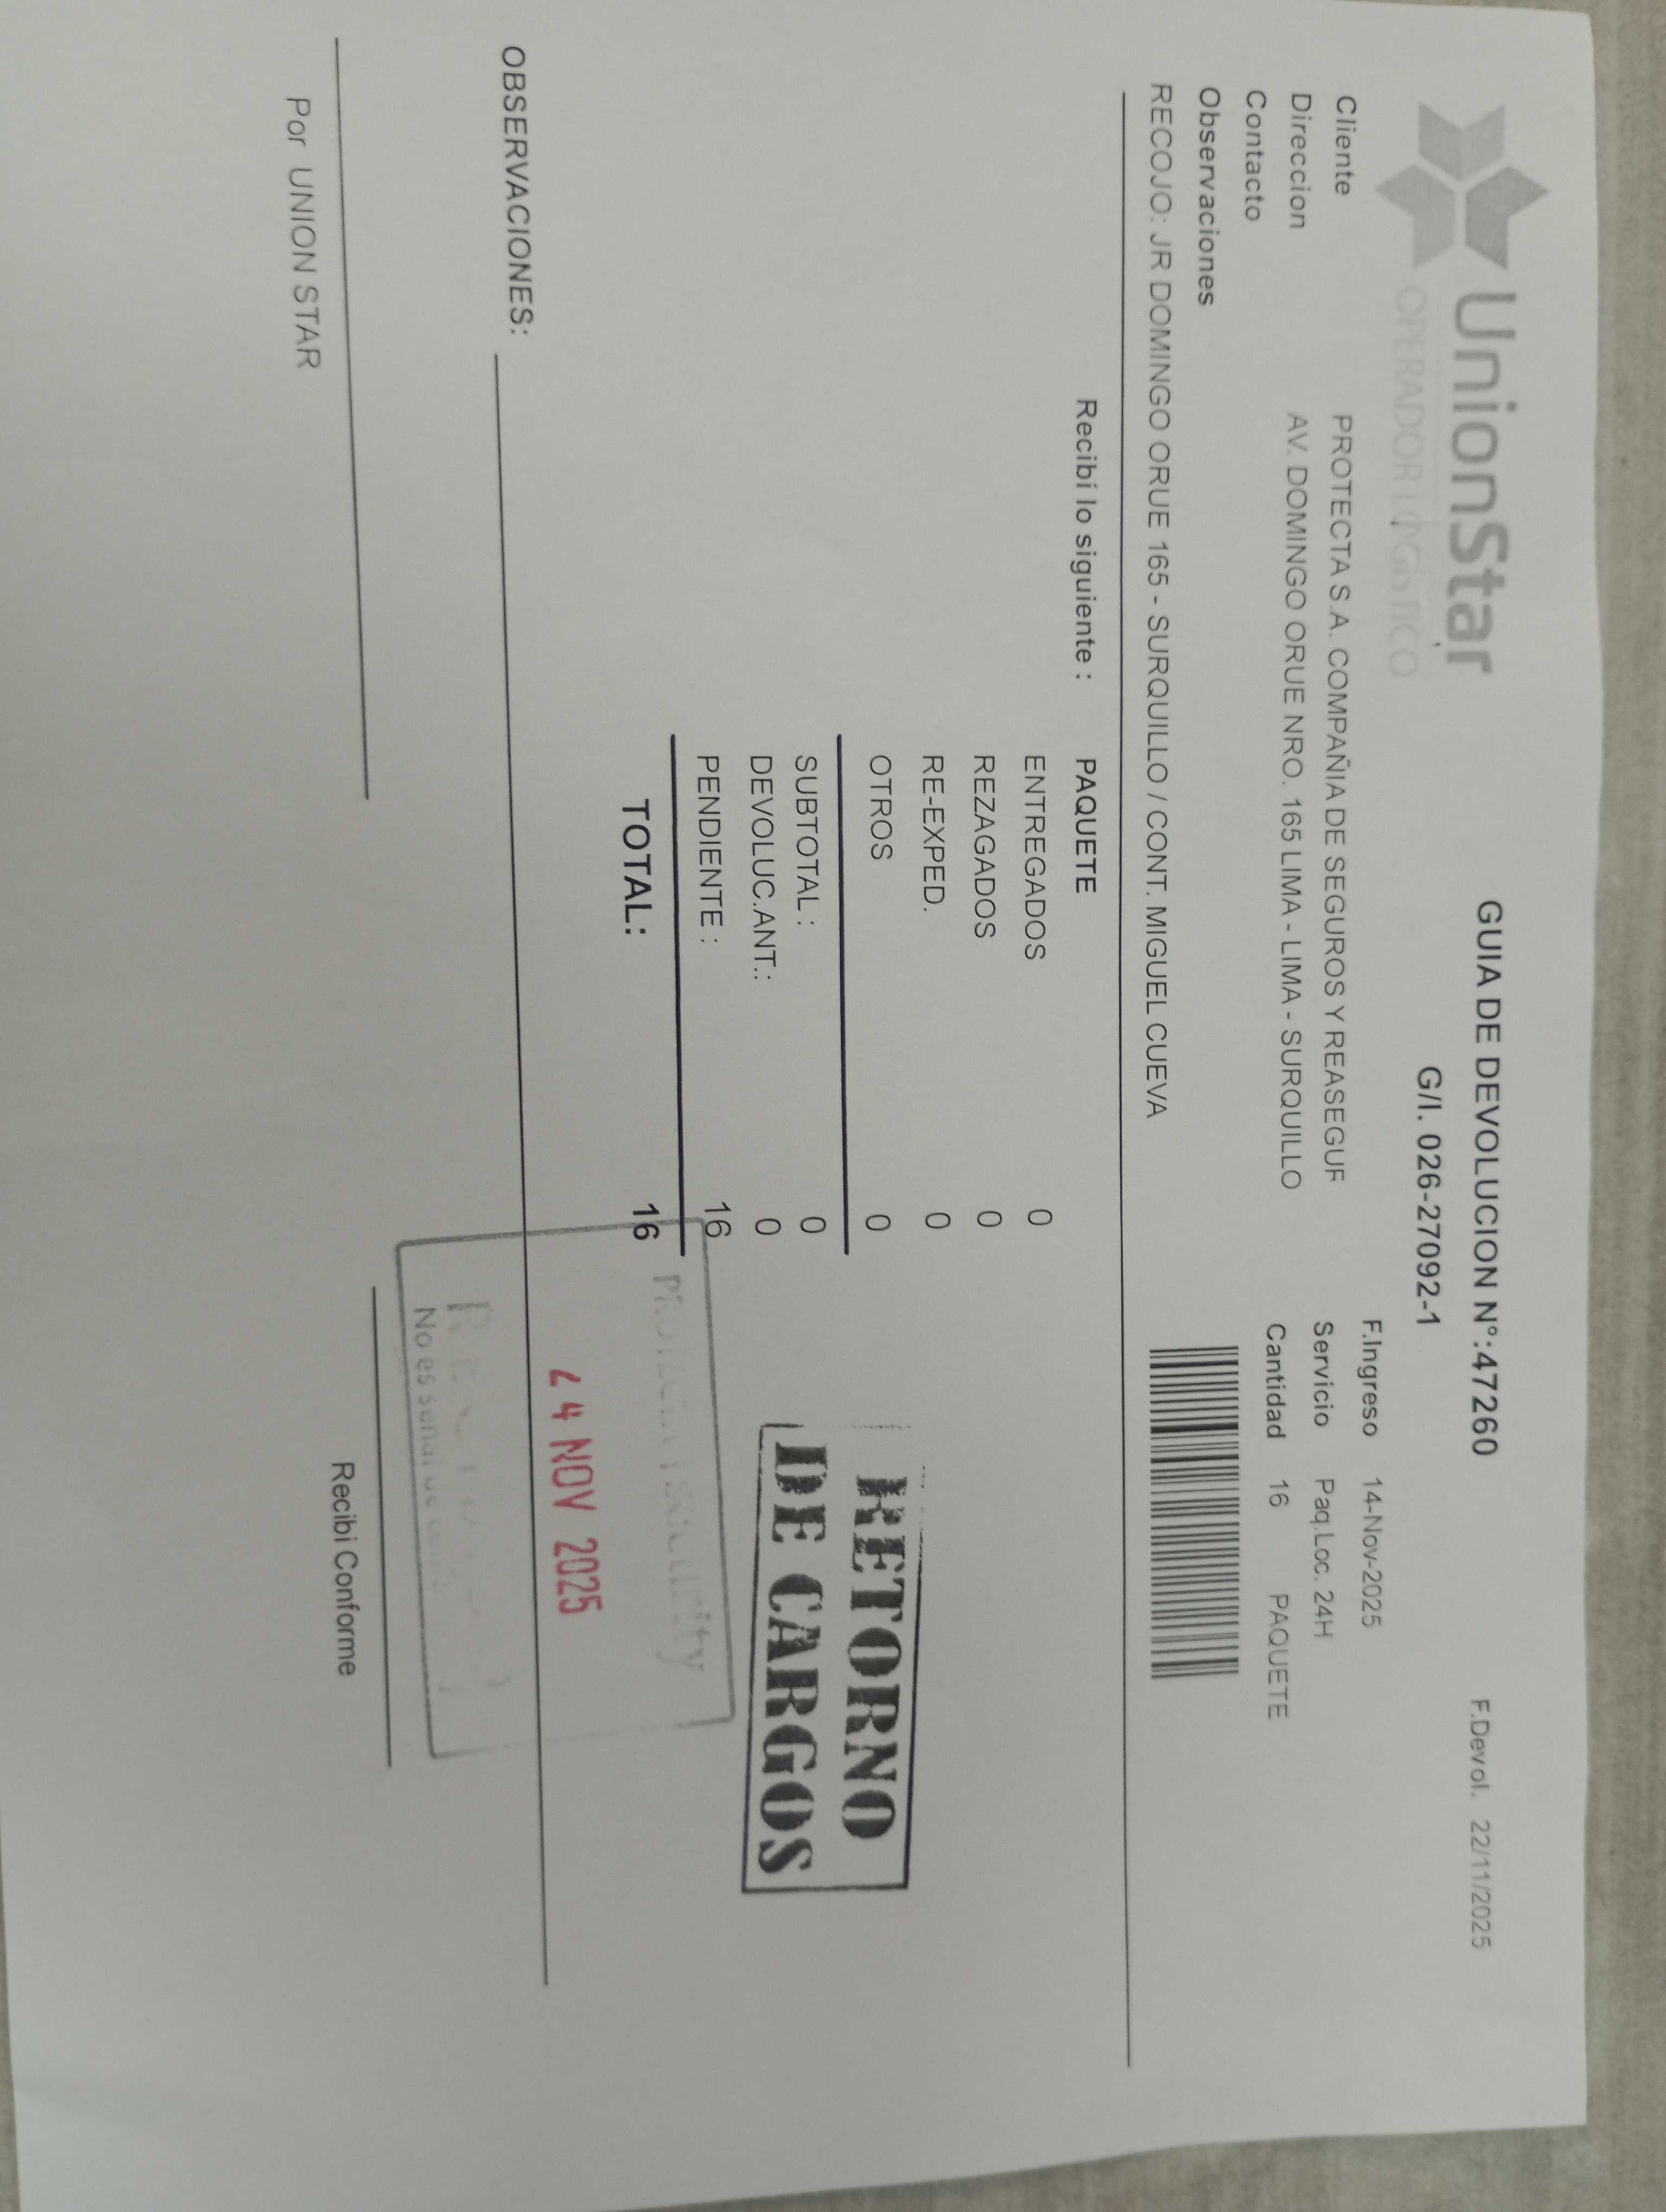 UnionStar
OPERADOR LOGÍSTICO
GUIA DE DEVOLUCION N°:47260
F.Devol. 22/11/2025
G/I. 026-27092-1
Cliente PROTECTA S.A. COMPAÑIA DE SEGUROS Y REASEGUF
F.Ingreso 14-Nov-2025
Direccion AV. DOMINGO ORUE NRO. 165 LIMA - LIMA - SURQUILLO
Servicio Paq.Loc. 24H
Contacto
Cantidad 16 PAQUETE
Observaciones
RECOJO: JR DOMINGO ORUE 165 - SURQUILLO / CONT. MIGUEL CUEVA
Recibí lo siguiente : PAQUETE
ENTREGADOS 0
REZAGADOS 0
RE-EXPED. 0
OTROS 0
SUBTOTAL : 0
DEVOLUC.ANT.: 0
PENDIENTE : 16
TOTAL: 16
RETORNO
DE CARGOS
24 NOV 2025
No es señal de
OBSERVACIONES:
Por UNION STAR
Recibi Conforme